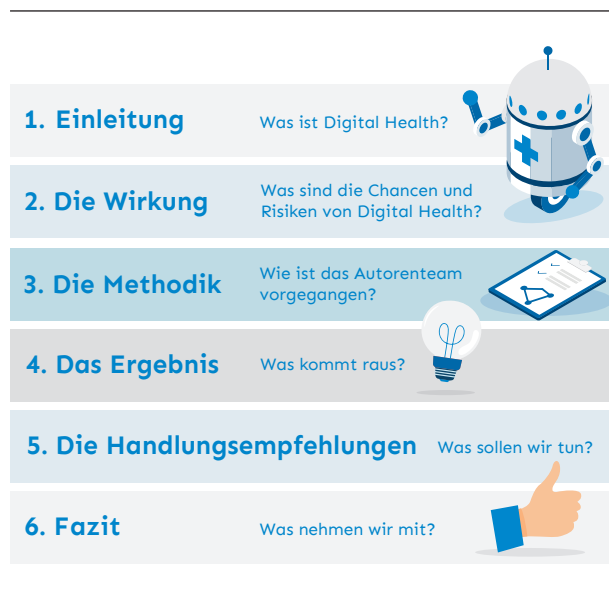 1. Einleitung
Was ist Digital Health?
2. Die Wirkung
Was sind die Chancen und
Risiken von Digital Health?
3. Die Methodik
Wie ist das Autorenteam
vorgegangen?
4. Das Ergebnis
Was kommt raus?
5. Die Handlungsempfehlungen
Was sollen wir tun?
6. Fazit
Was nehmen wir mit?